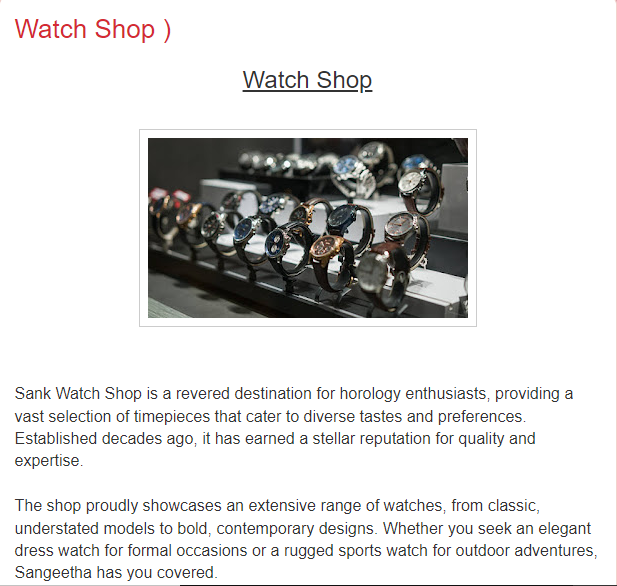 Watch Shop )
Watch Shop
Sank Watch Shop is a revered destination for horology enthusiasts, providing a
vast selection of timepieces that cater to diverse tastes and preferences.
Established decades ago, it has earned a stellar reputation for quality and
expertise.
The shop proudly showcases an extensive range of watches, from classic,
understated models to bold, contemporary designs. Whether you seek an elegant
dress watch for formal occasions or a rugged sports watch for outdoor adventures,
Sangeetha has you covered.